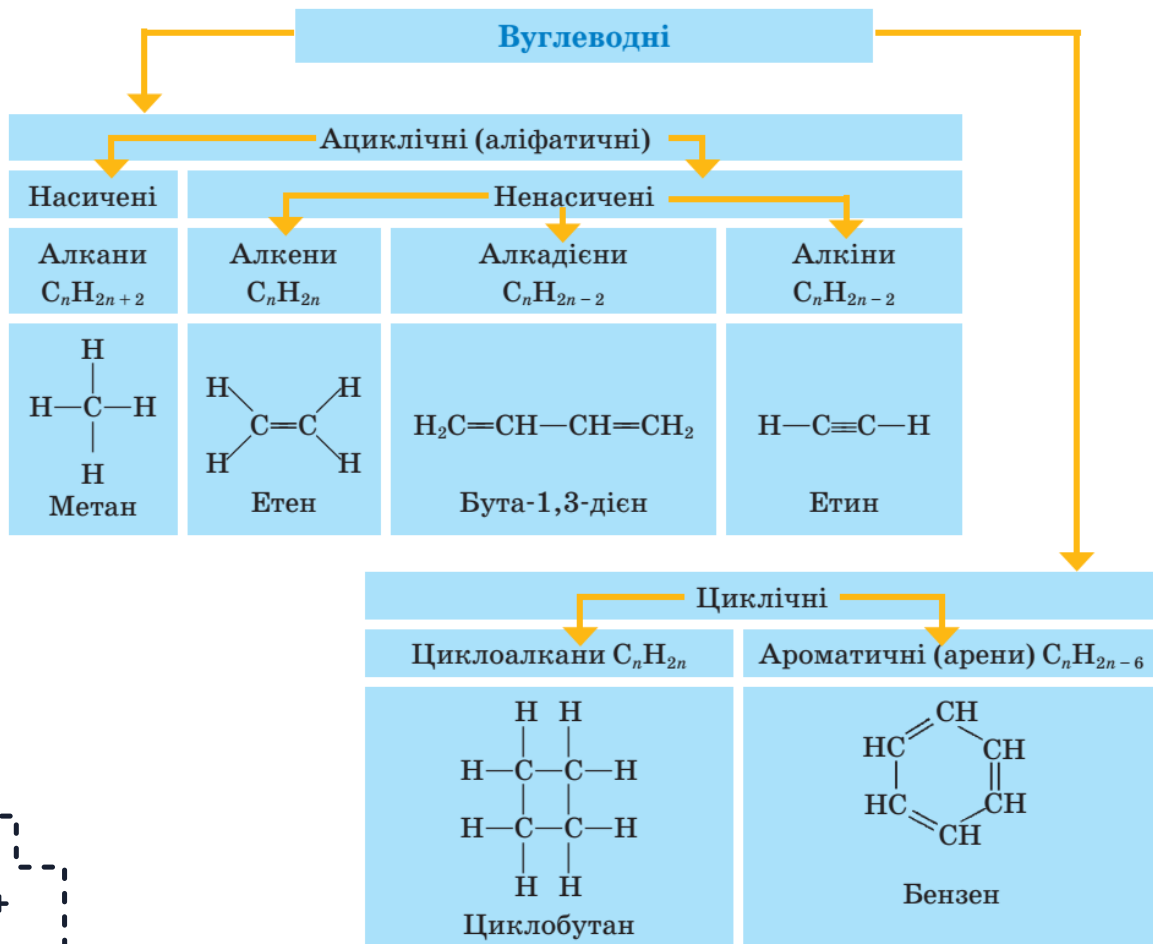 Вуглеводні
Ациклічні (аліфатичні)
Насичені
Ненасичені
Алкани
CₙH₂ₙ₊₂
Алкени
CₙH₂ₙ
Алкадієни
CₙH₂ₙ₋₂
Алкіни
CₙH₂ₙ₋₂
H
H—C—H
H
Метан
H H
C=C
H H
Етен
H₂C=CH—CH=CH₂
Бута-1,3-дієн
H—C≡C—H
Етин
Циклічні
Циклоалкани CₙH₂ₙ
Ароматичні (арени) CₙH₂ₙ₋₆
H H
H—C—C—H
H—C—C—H
H H
Циклобутан
CH
HC CH
HC CH
CH
Бензен